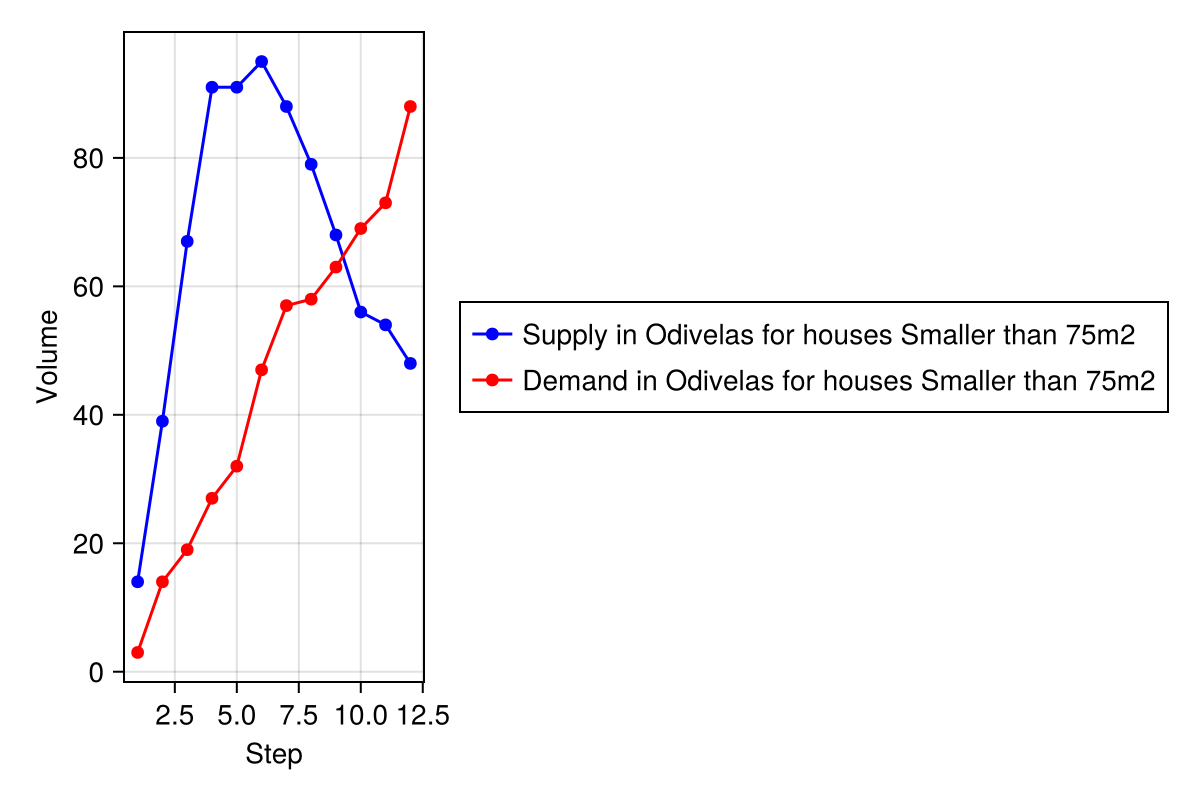 80
60
40
20
0
Volume
2.5 5.0 7.5 10.0 12.5
Step
Supply in Odivelas for houses Smaller than 75m2
Demand in Odivelas for houses Smaller than 75m2